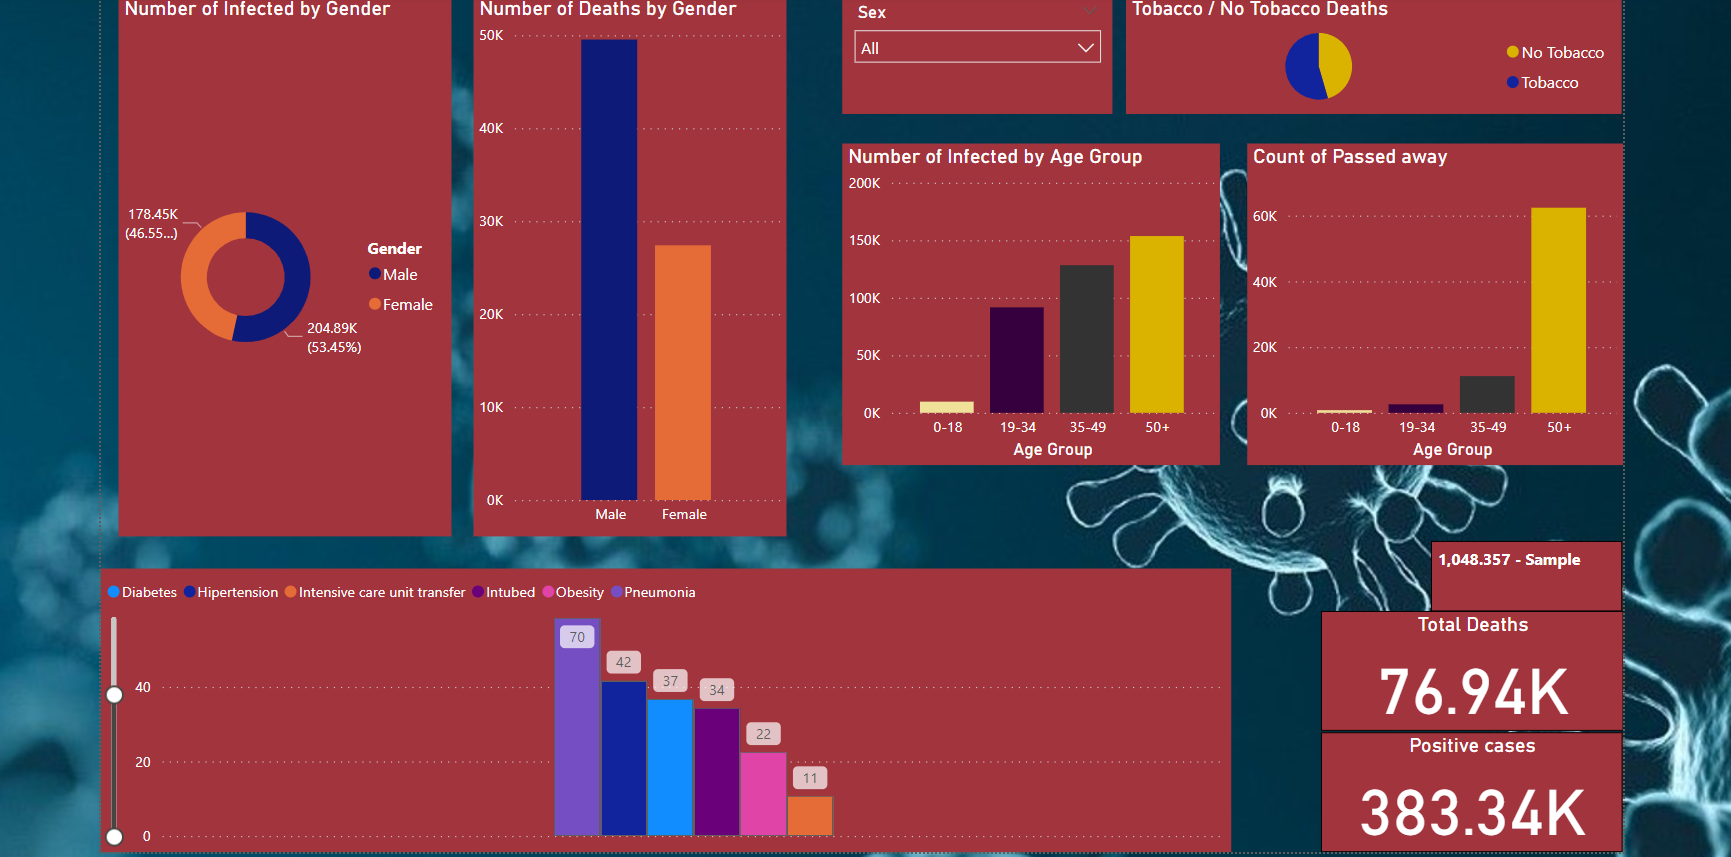 Number of Infected by Gender
178.45K
(46.55...)
Gender
Male
Female
204.89K
(53.45%)
Number of Deaths by Gender
50K
40K
30K
20K
10K
0K
Male Female
Sex
All
Tobacco / No Tobacco Deaths
No Tobacco
Tobacco
Number of Infected by Age Group
200K
150K
100K
50K
0K
0-18 19-34 35-49 50+
Age Group
Count of Passed away
60K
40K
20K
0K
0-18 19-34 35-49 50+
Age Group
Diabetes Hipertension Intensive care unit transfer Intubed Obesity Pneumonia
70
42
37
34
22
11
40
20
0
1,048.357 - Sample
Total Deaths
76.94K
Positive cases
383.34K